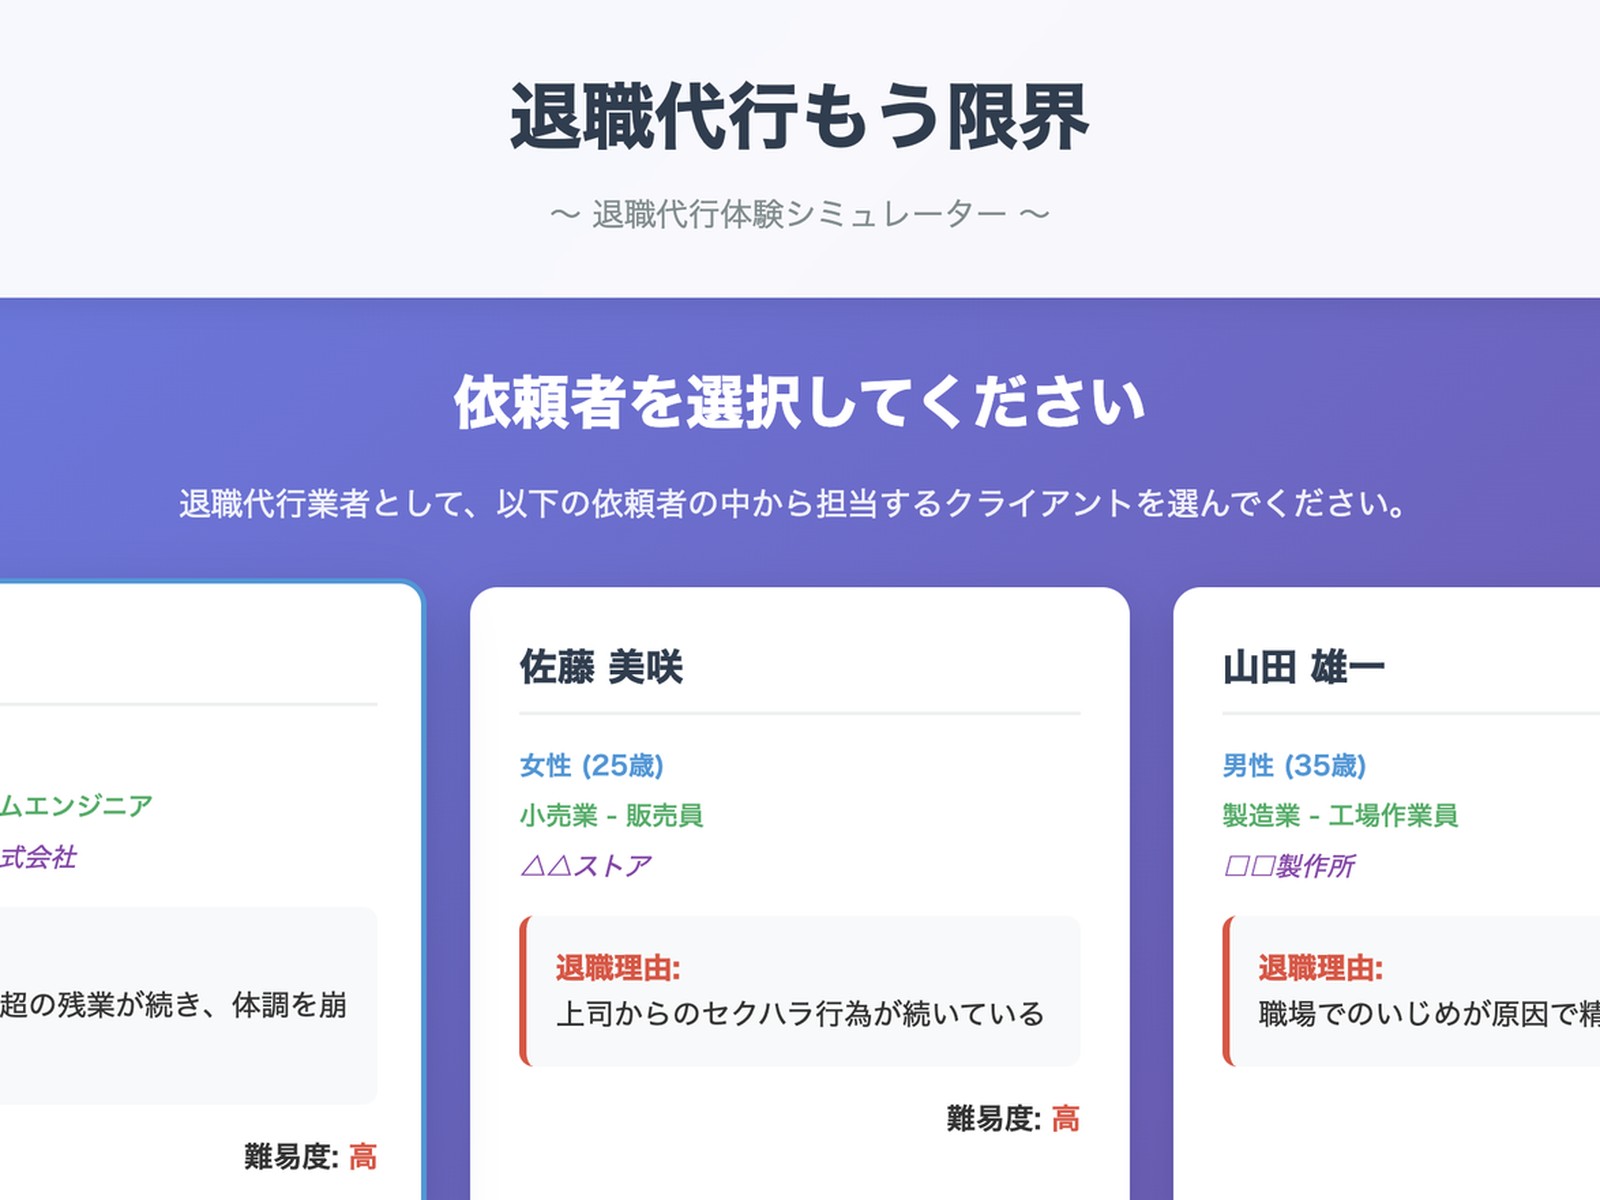 退職代行もう限界
〜 退職代行体験シミュレーター 〜
依頼者を選択してください
退職代行業者として、以下の依頼者の中から担当するクライアントを選んでください。
ムエンジニア
式会社
超の残業が続き、体調を崩
難易度: 高
佐藤 美咲
女性 (25歳)
小売業 - 販売員
△△ストア
退職理由:
上司からのセクハラ行為が続いている
難易度: 高
山田 雄一
男性 (35歳)
製造業 - 工場作業員
□□製作所
退職理由:
職場でのいじめが原因で精